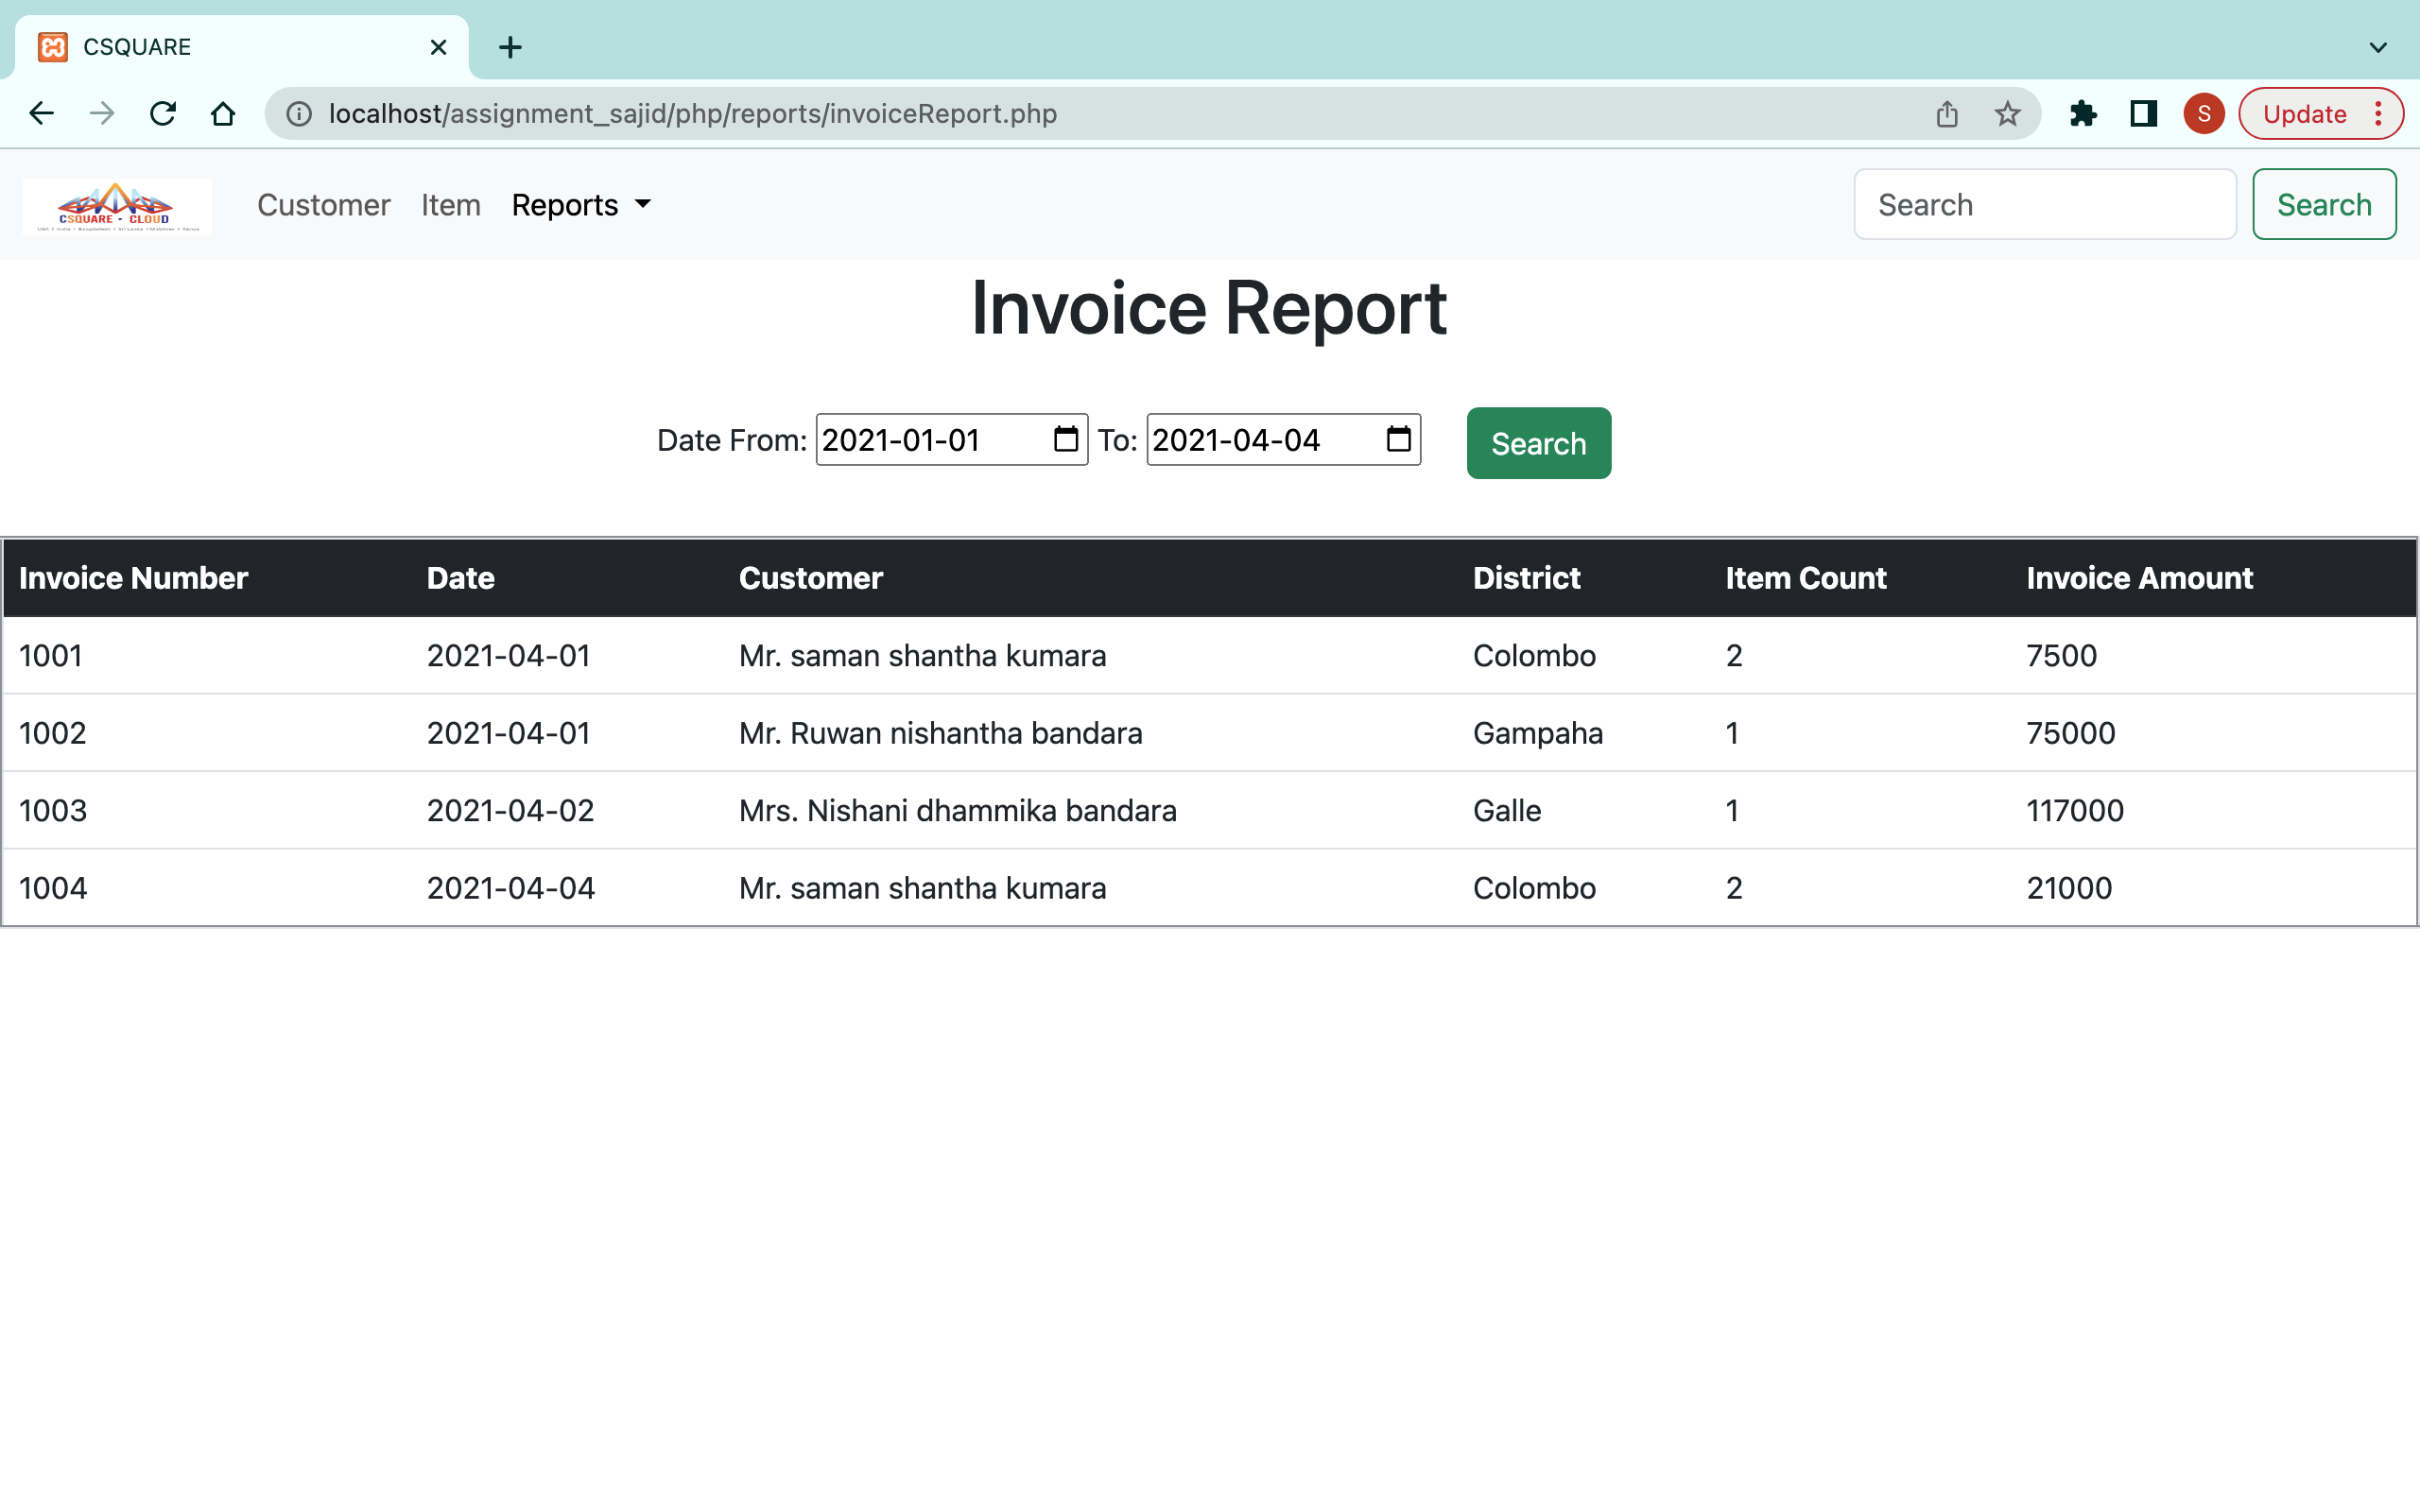 CSQUARE
localhost/assignment_sajid/php/reports/invoiceReport.php
S
Update
CSQUARE - CLOUD
Customer Item Reports
Search Search
Invoice Report
Date From: 2021-01-01 To: 2021-04-04 Search
Invoice Number Date Customer District Item Count Invoice Amount
1001 2021-04-01 Mr. saman shantha kumara Colombo 2 7500
1002 2021-04-01 Mr. Ruwan nishantha bandara Gampaha 1 75000
1003 2021-04-02 Mrs. Nishani dhammika bandara Galle 1 117000
1004 2021-04-04 Mr. saman shantha kumara Colombo 2 21000